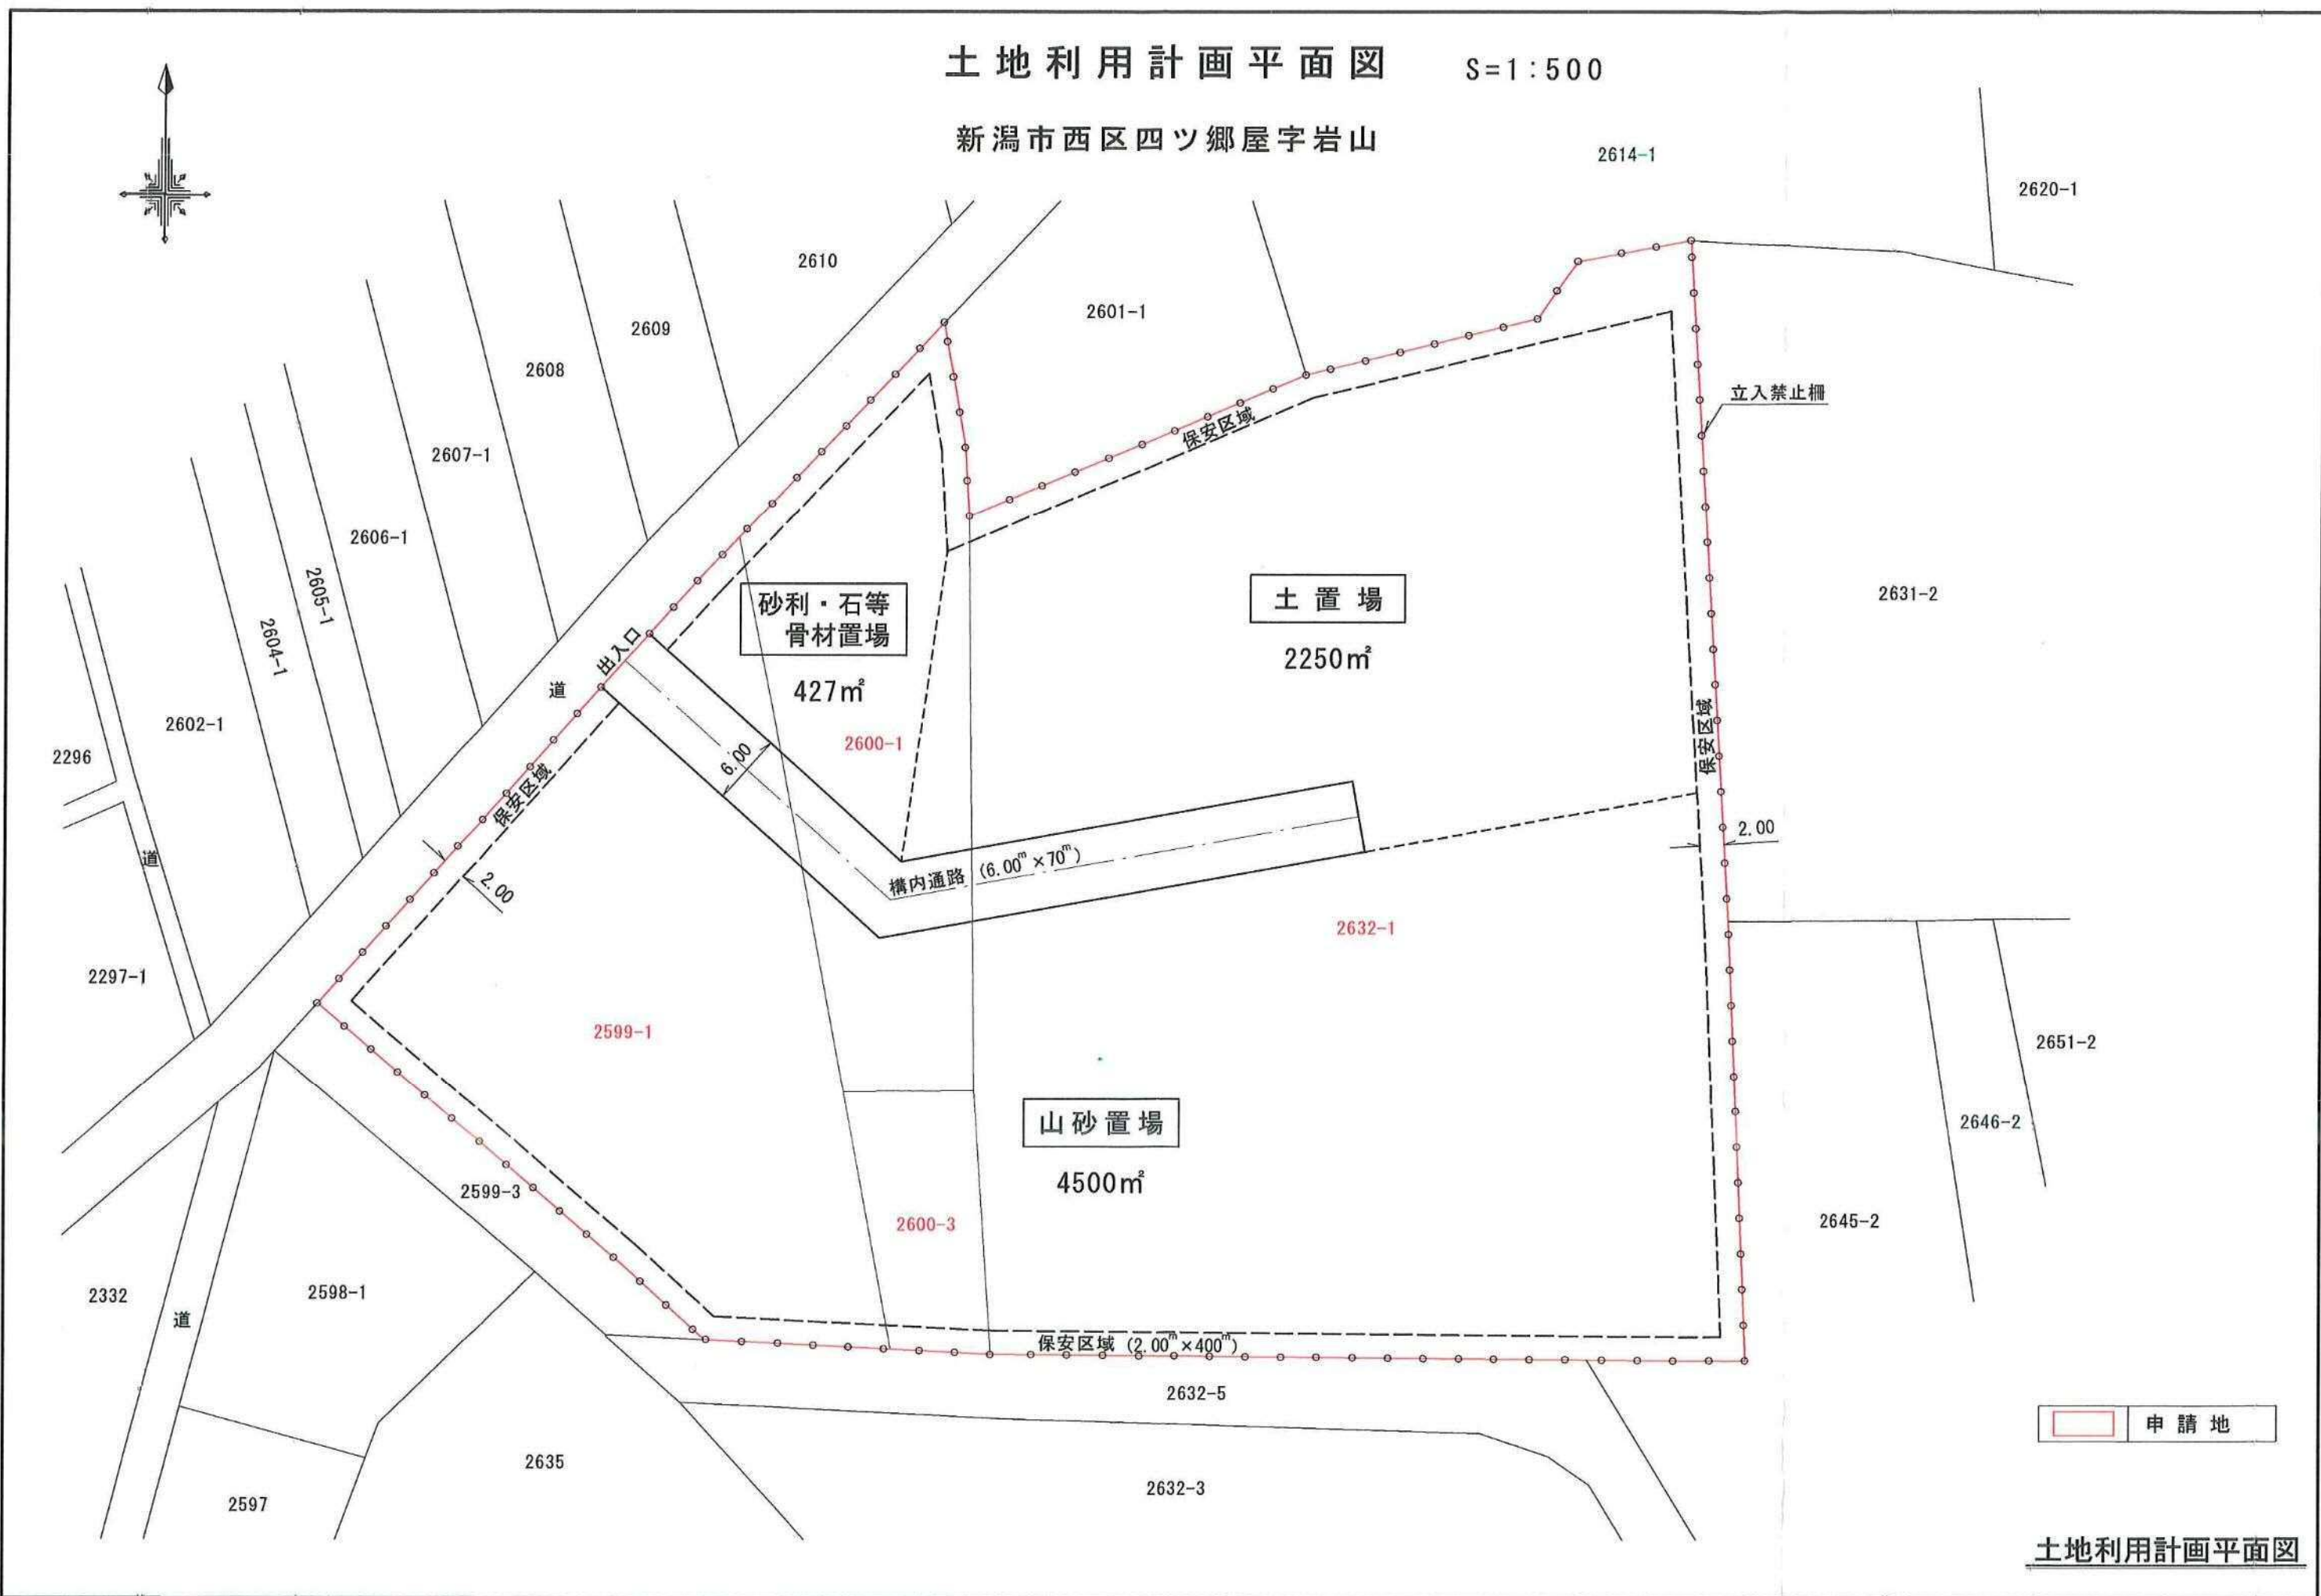 土地利用計画平面図 S=1:500
新潟市西区四ツ郷屋字岩山
2614-1
2620-1
2610
2601-1
2609
2608
立入禁止柵
保安区域
2607-1
2606-1
2605-1
2604-1
砂利・石等
骨材置場
427㎡
土置場
2250㎡
2631-2
出入口
道
2602-1
2296
2600-1
6.00
保安区域
保安区域
2.00
2.00
道
構内通路 (6.00m×70m)
2632-1
2297-1
2599-1
2651-2
山砂置場
4500㎡
2646-2
2599-3
2600-3
2645-2
2332
道
2598-1
保安区域 (2.00m×400m)
2632-5
申請地
2635
2632-3
2597
土地利用計画平面図